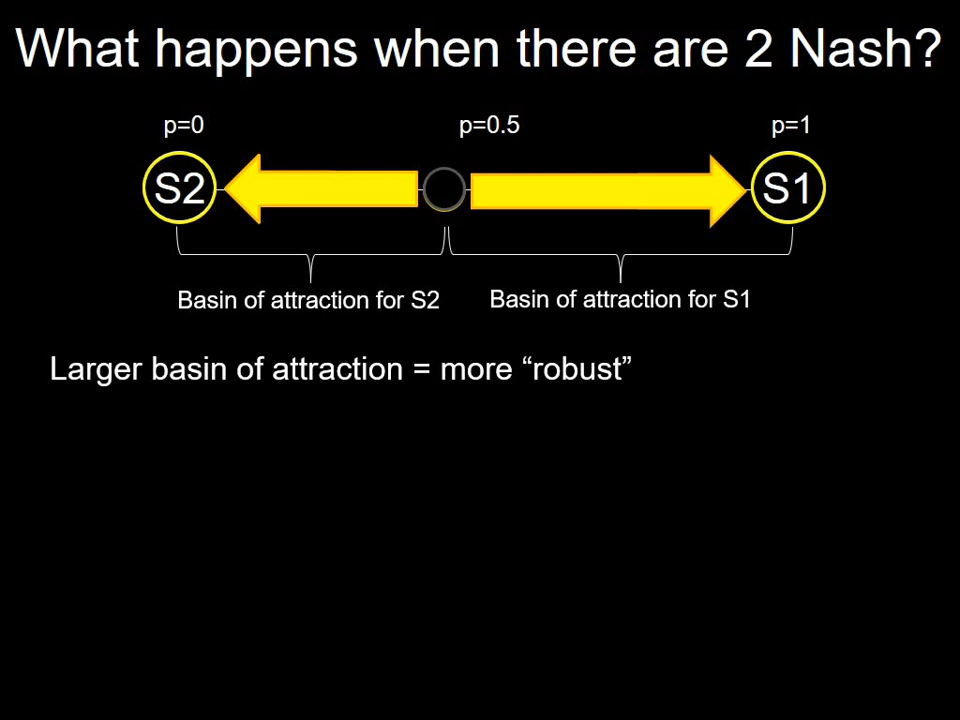 What happens when there are 2 Nash?
p=0 p=0.5 p=1
S2 S1
Basin of attraction for S2 Basin of attraction for S1
Larger basin of attraction = more “robust”